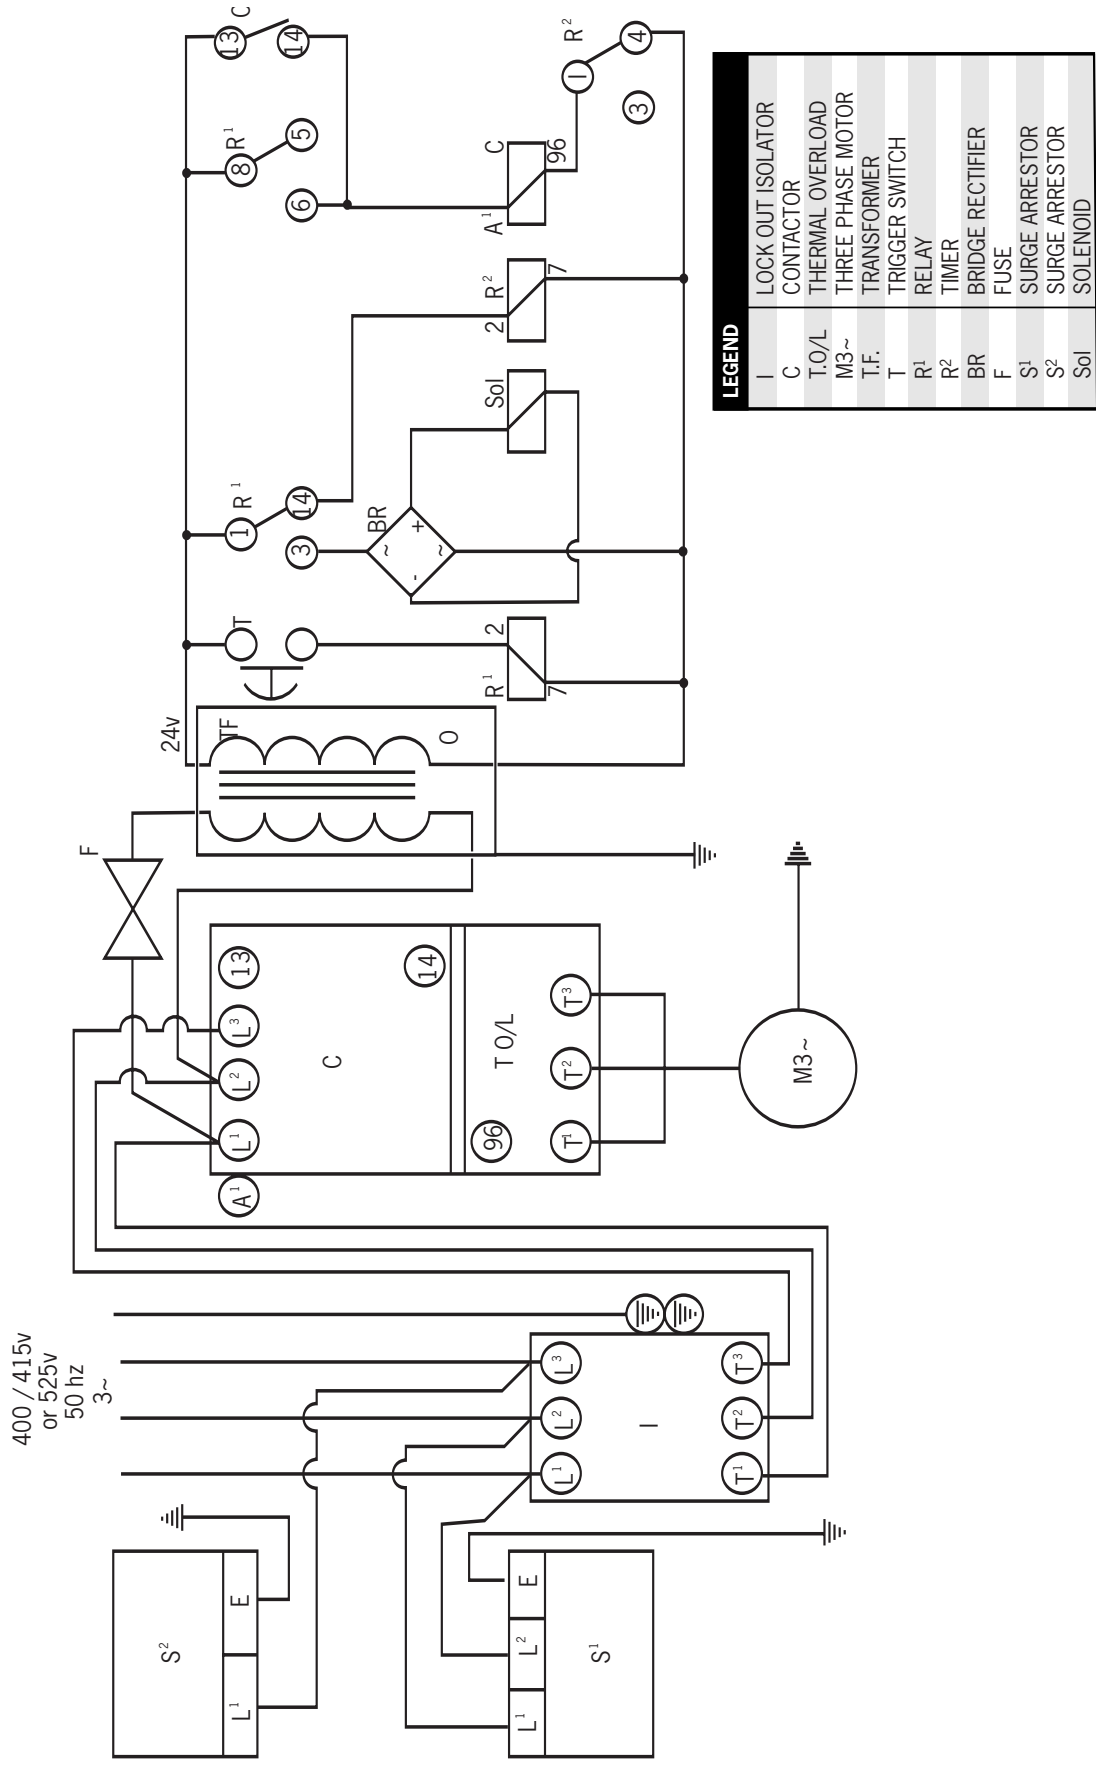 400 / 415v
or 525v
50 hz
3~
S²
L¹ E
S¹
L¹ L² E
L¹ L² L³
I
T¹ T² T³
A¹ L¹ L² L³ 13
C
14
96
T O/L
T¹ T² T³
M3~
F
24v
TF
O
T
R¹ 2
7
1 R¹
3 14
BR
~ +
- ~
Sol
2 R²
7
8 R¹
6 5
A¹ C
96
13 C
14
1 R²
3 4
LEGEND
I LOCK OUT ISOLATOR
C CONTACTOR
T.O/L THERMAL OVERLOAD
M3~ THREE PHASE MOTOR
T.F. TRANSFORMER
T TRIGGER SWITCH
R¹ RELAY
R² TIMER
BR BRIDGE RECTIFIER
F FUSE
S¹ SURGE ARRESTOR
S² SURGE ARRESTOR
Sol SOLENOID